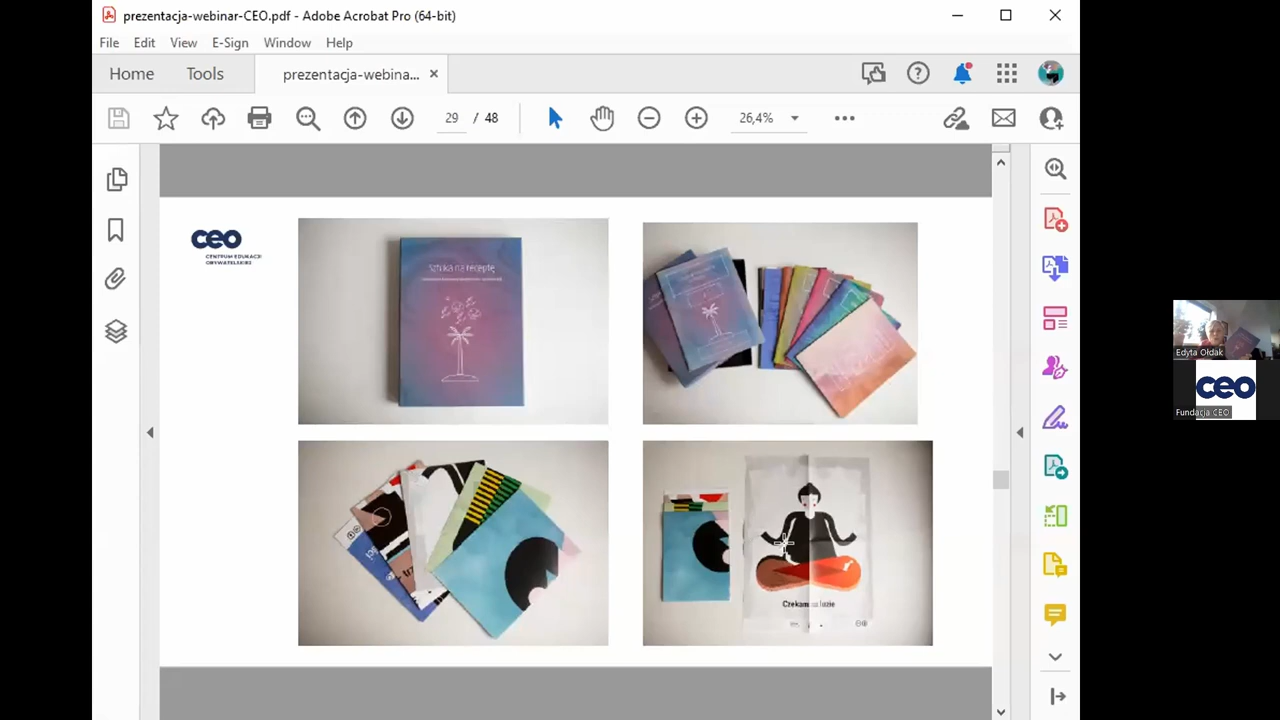 prezentacja-webinar-CEO.pdf - Adobe Acrobat Pro (64-bit)
File Edit View E-Sign Window Help
Home Tools prezentacja-webina...
29 / 48 26,4%
ceo
CENTRUM EDUKACJI
OBYWATELSKIEJ
Sztuka na receptę
Czekam na luzie
Edyta Ołdak
ceo
Fundacja CEO